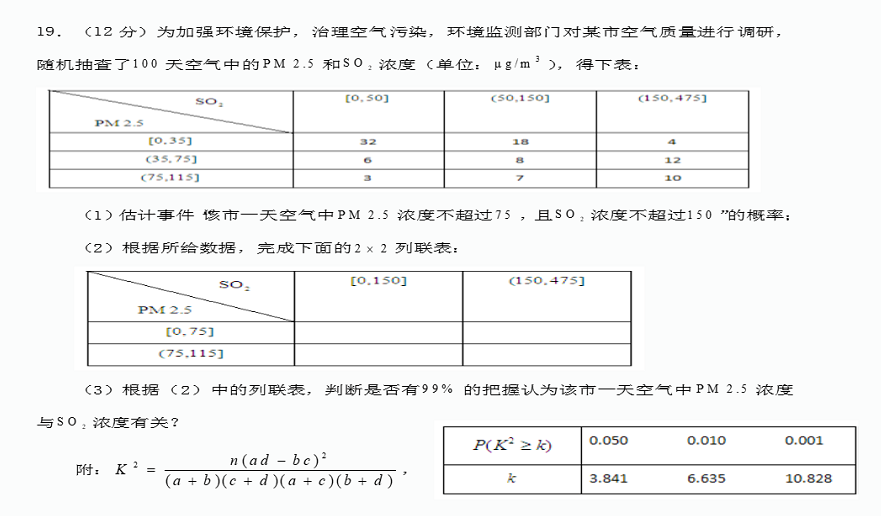 19. （12 分）为加强环境保护，治理空气污染，环境监测部门对某市空气质量进行调研，
随机抽查了100 天空气中的PM 2.5 和SO₂ 浓度（单位：μg/m³），得下表：
SO₂ [0,50] (50,150] (150,475]
PM 2.5
[0,35] 32 18 4
(35,75] 6 8 12
(75,115] 3 7 10
（1）估计事件 “该市一天空气中PM 2.5 浓度不超过75 ，且SO₂ 浓度不超过150 ”的概率；
（2）根据所给数据，完成下面的2 × 2 列联表：
SO₂ [0,150] (150,475]
PM 2.5
[0,75]
(75,115]
（3）根据（2）中的列联表，判断是否有99% 的把握认为该市一天空气中PM 2.5 浓度
与SO₂ 浓度有关？
附： K² = n(ad − bc)² / (a + b)(c + d)(a + c)(b + d) ，
P(K² ≥ k) 0.050 0.010 0.001
k 3.841 6.635 10.828